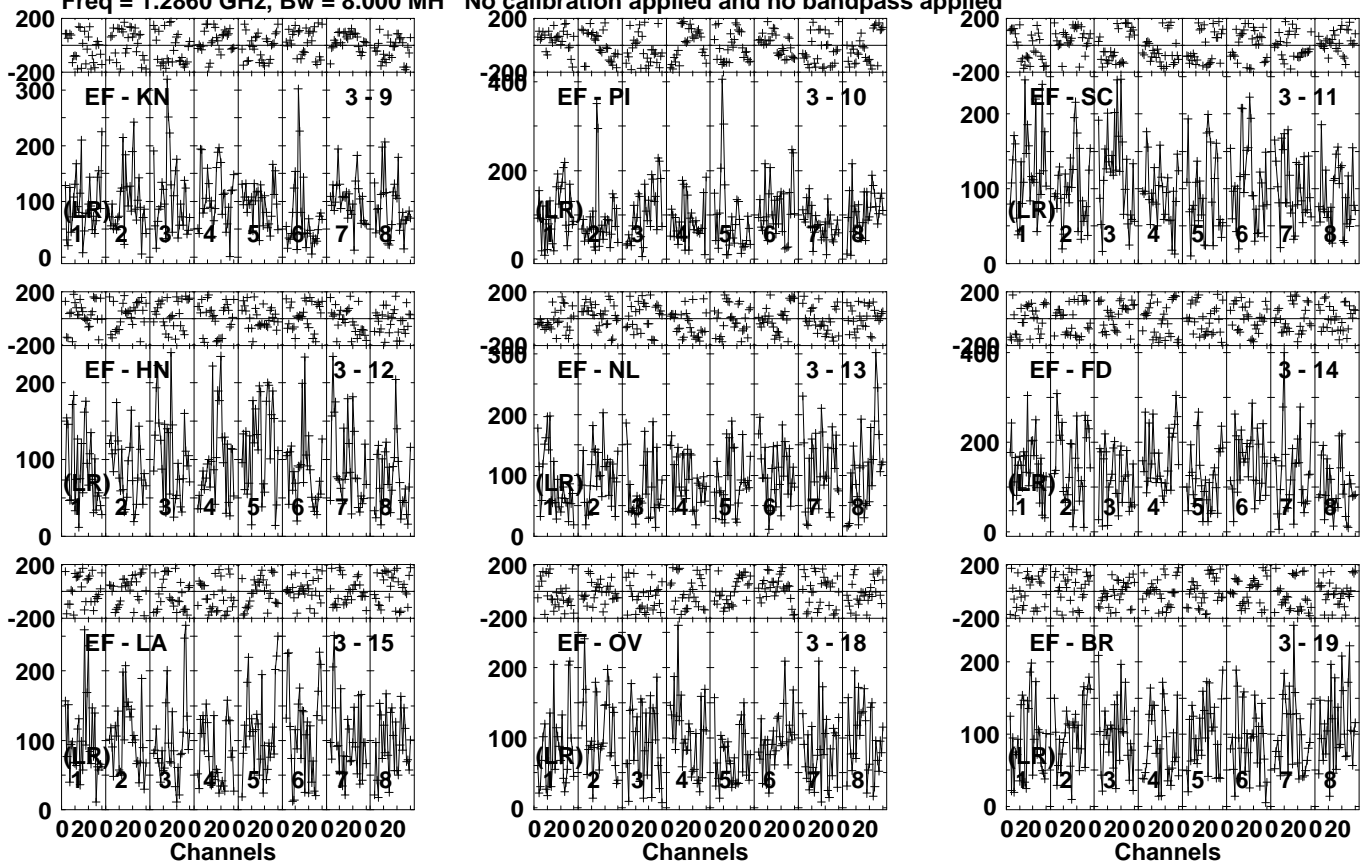 Freq = 1.2860 GHz, Bw = 8.000 MH No calibration applied and no bandpass applied
200 200 200
-200 -200 -200
300 400 200
200 200 100
100 0 0
0
EF - KN 3 - 9 EF - PI 3 - 10 EF - SC 3 - 11
(LR) (LR) (LR)
1 2 3 4 5 6 7 8 1 2 3 4 5 6 7 8 1 2 3 4 5 6 7 8
200 200 200
-200 -200 -200
200 300 400
100 200 200
0 100 0
0
EF - HN 3 - 12 EF - NL 3 - 13 EF - FD 3 - 14
(LR) (LR) (LR)
1 2 3 4 5 6 7 8 1 2 3 4 5 6 7 8 1 2 3 4 5 6 7 8
200 200 200
-200 -200 -200
200 200 200
100 100 100
0 0 0
EF - LA 3 - 15 EF - OV 3 - 18 EF - BR 3 - 19
(LR) (LR) (LR)
1 2 3 4 5 6 7 8 1 2 3 4 5 6 7 8 1 2 3 4 5 6 7 8
0 20 0 20 0 20 0 20 0 20 0 20 0 20 0 20 0 20 0 20 0 20 0 20 0 20 0 20 0 20 0 20 0 20 0 20 0 20 0 20 0 20 0 20 0 20 0 20
Channels Channels Channels